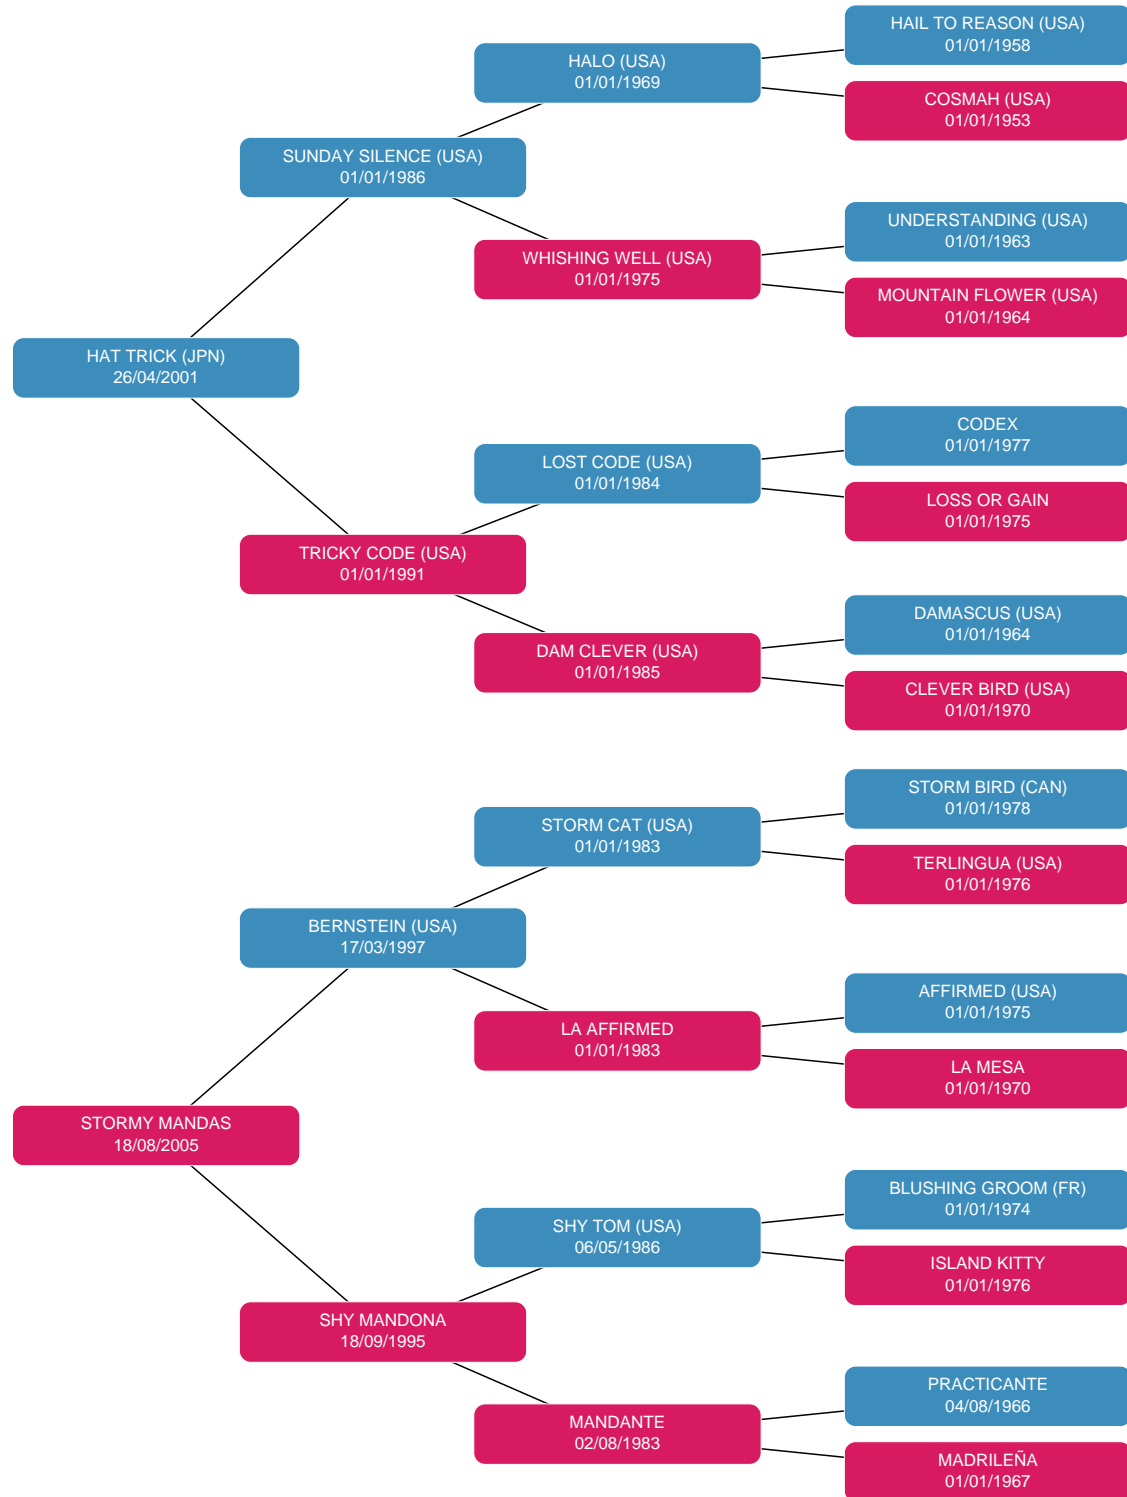 HAIL TO REASON (USA)
01/01/1958
HALO (USA)
01/01/1969
COSMAH (USA)
01/01/1953
SUNDAY SILENCE (USA)
01/01/1986
UNDERSTANDING (USA)
01/01/1963
WHISHING WELL (USA)
01/01/1975
MOUNTAIN FLOWER (USA)
01/01/1964
HAT TRICK (JPN)
26/04/2001
CODEX
01/01/1977
LOST CODE (USA)
01/01/1984
LOSS OR GAIN
01/01/1975
TRICKY CODE (USA)
01/01/1991
DAMASCUS (USA)
01/01/1964
DAM CLEVER (USA)
01/01/1985
CLEVER BIRD (USA)
01/01/1970
STORM BIRD (CAN)
01/01/1978
STORM CAT (USA)
01/01/1983
TERLINGUA (USA)
01/01/1976
BERNSTEIN (USA)
17/03/1997
AFFIRMED (USA)
01/01/1975
LA AFFIRMED
01/01/1983
LA MESA
01/01/1970
STORMY MANDAS
18/08/2005
BLUSHING GROOM (FR)
01/01/1974
SHY TOM (USA)
06/05/1986
ISLAND KITTY
01/01/1976
SHY MANDONA
18/09/1995
PRACTICANTE
04/08/1966
MANDANTE
02/08/1983
MADRILEÑA
01/01/1967